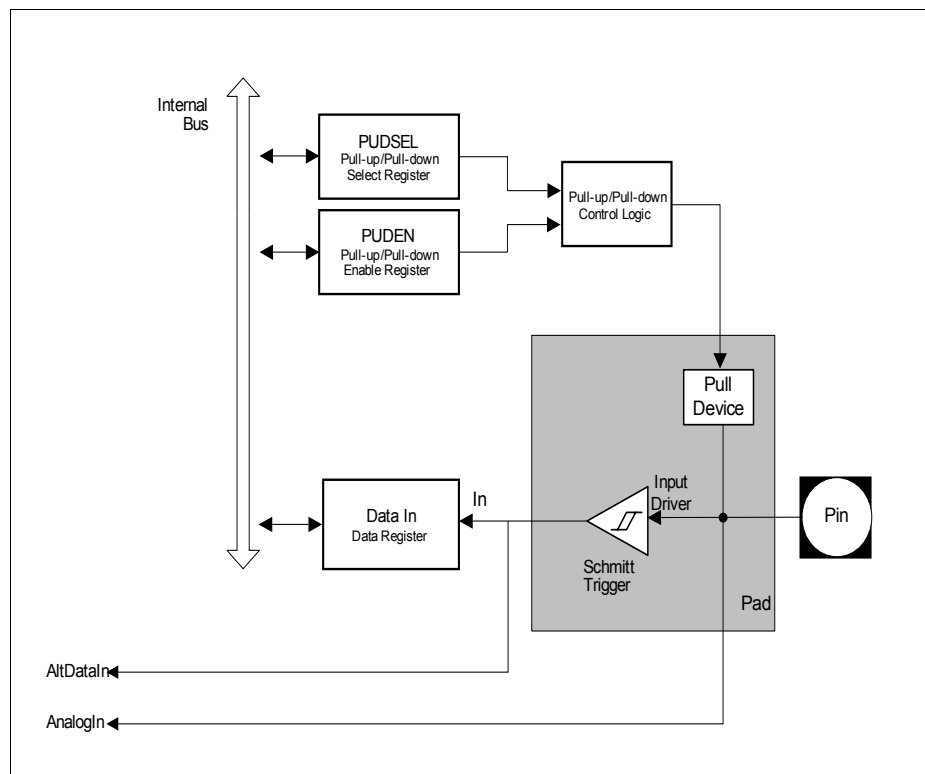 Internal
Bus
PUDSEL
Pull-up/Pull-down
Select Register
PUDEN
Pull-up/Pull-down
Enable Register
Pull-up/Pull-down
Control Logic
Pull
Device
Data In
Data Register
In
Input
Driver
Schmitt
Trigger
Pin
Pad
AltDataIn
AnalogIn